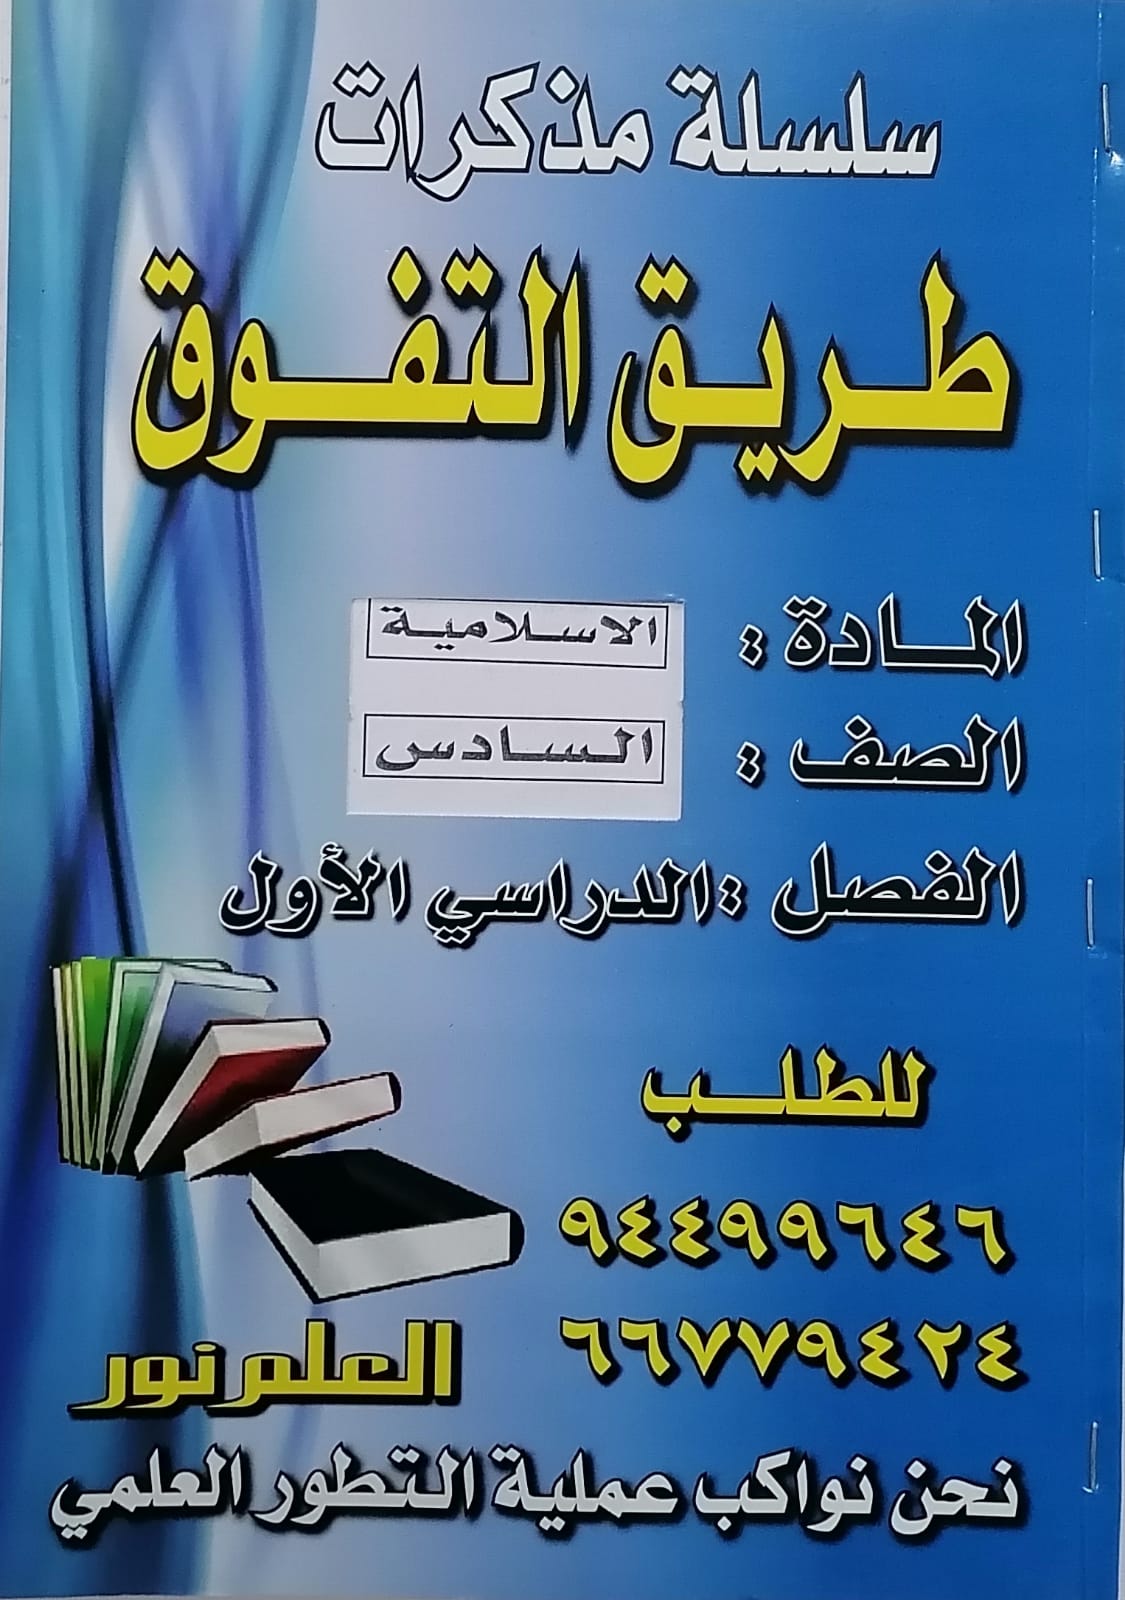 سلسلة مذكرات
طريق التفوق
المادة : الاسلامية
الصف : السادس
الفصل : الدراسي الأول
للطلب
٩٤٤٩٩٦٤٦
٦٦٧٧٩٤٢٤
العلم نور
نحن نواكب عملية التطور العلمي